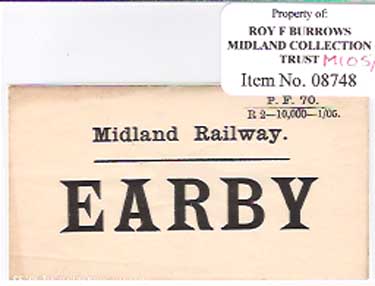 Property of:
ROY F BURROWS
MIDLAND COLLECTION
TRUST M105/
Item No. 08748
P. F. 70.
R 2—10,000—1/05.
Midland Railway.
EARBY